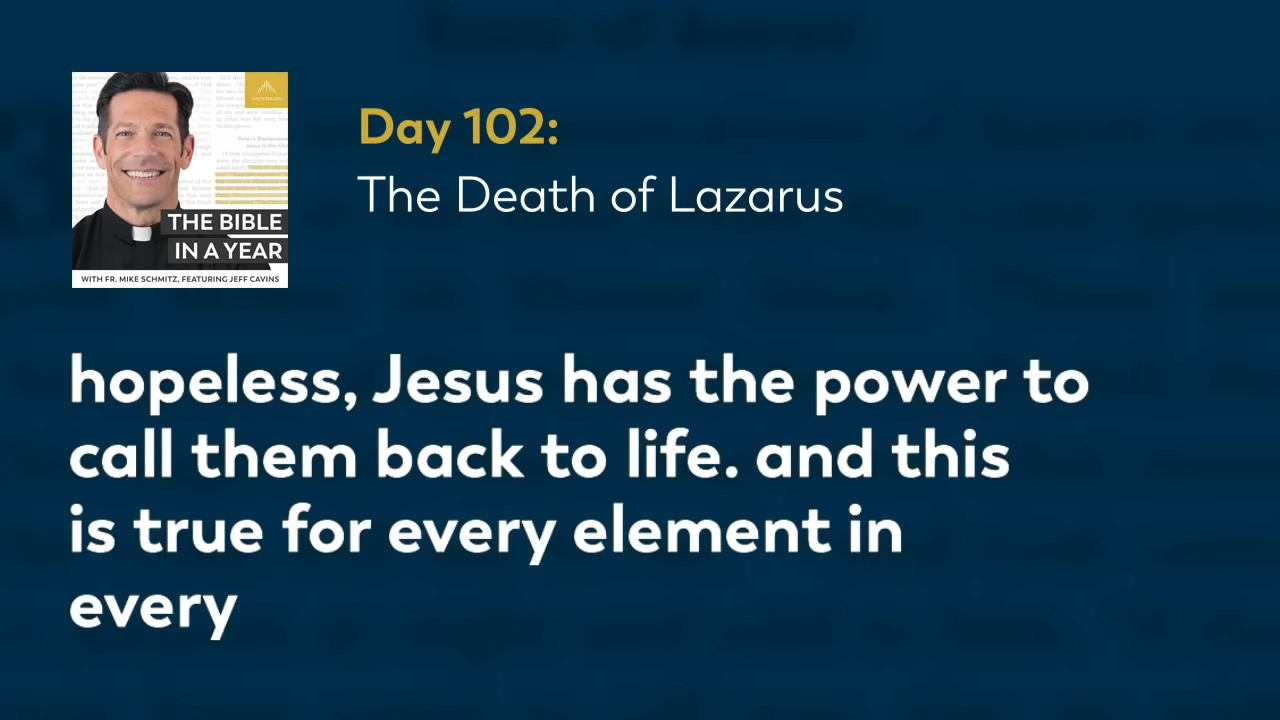 Day 102:
The Death of Lazarus
THE BIBLE
IN A YEAR
WITH FR. MIKE SCHMITZ, FEATURING JEFF CAVINS
hopeless, Jesus has the power to
call them back to life. and this
is true for every element in
every